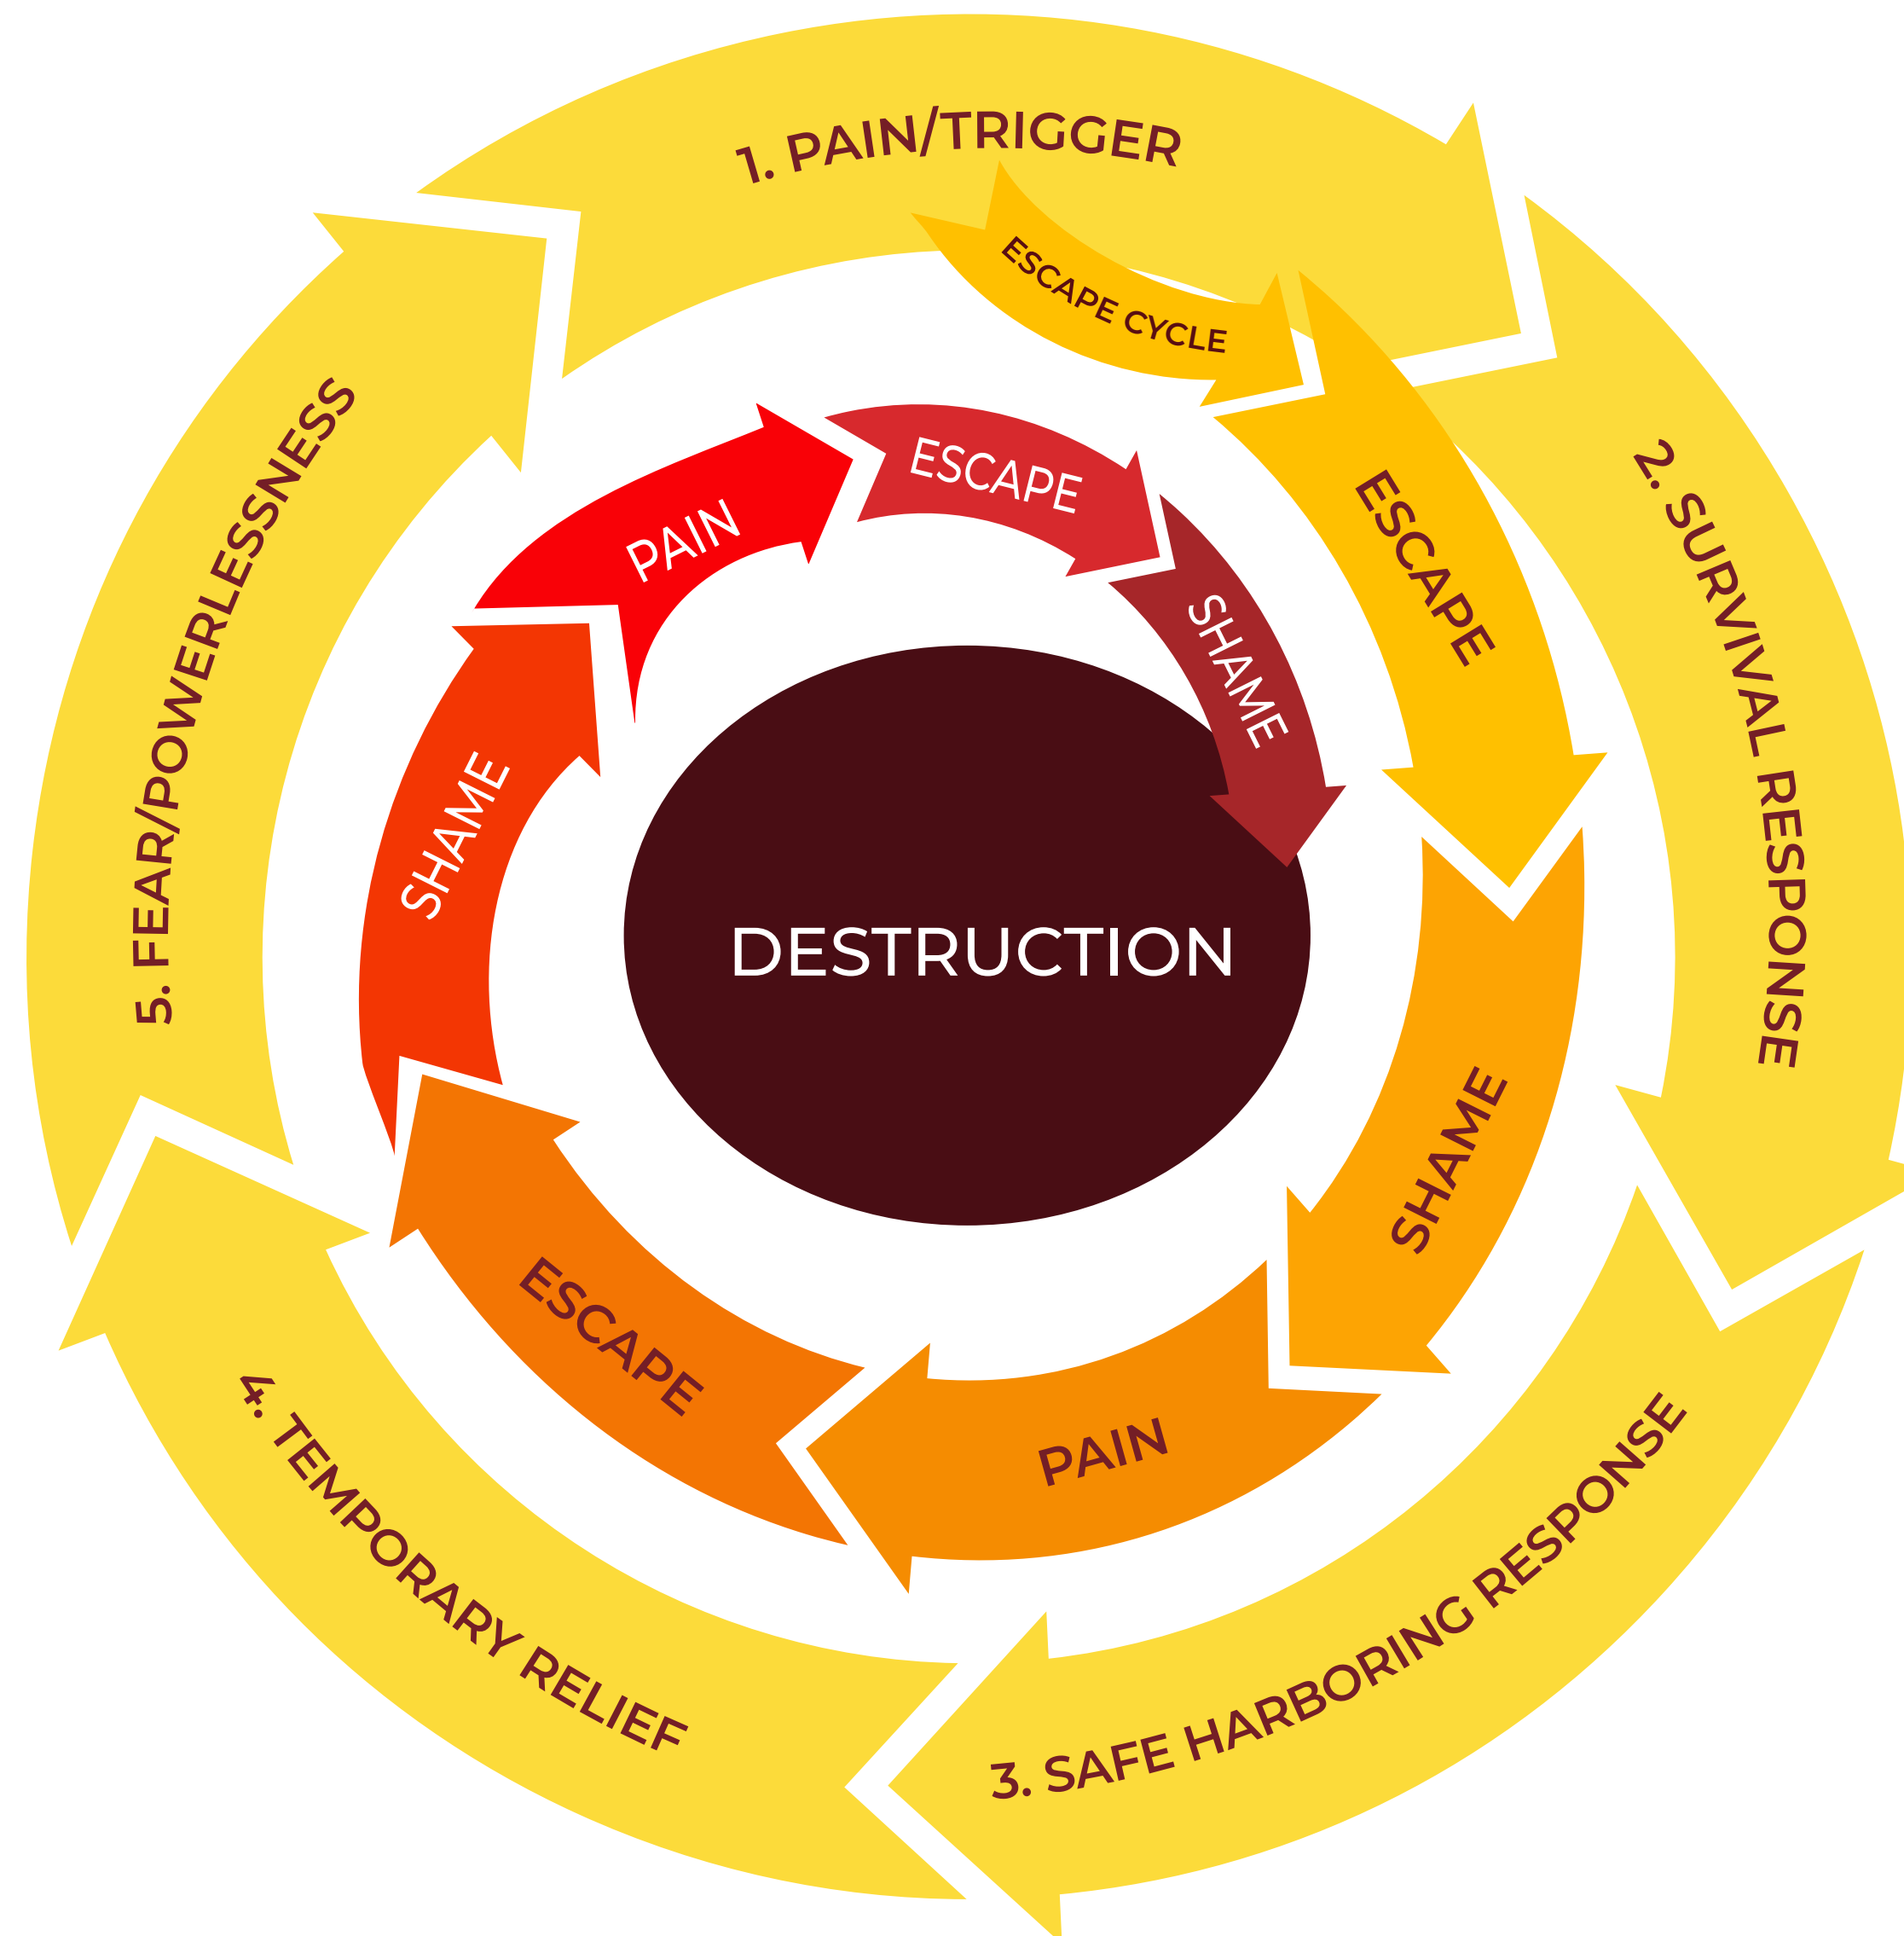 1. PAIN/TRIGGER
2. SURVIVAL RESPONSE
3. SAFE HARBORING RESPONSE
4. TEMPORARY RELIEF
5. FEAR/POWERLESSNESS
ESCAPE CYCLE
ESCAPE
SHAME
PAIN
ESCAPE
SHAME
PAIN
ESCAPE
SHAME
DESTRUCTION